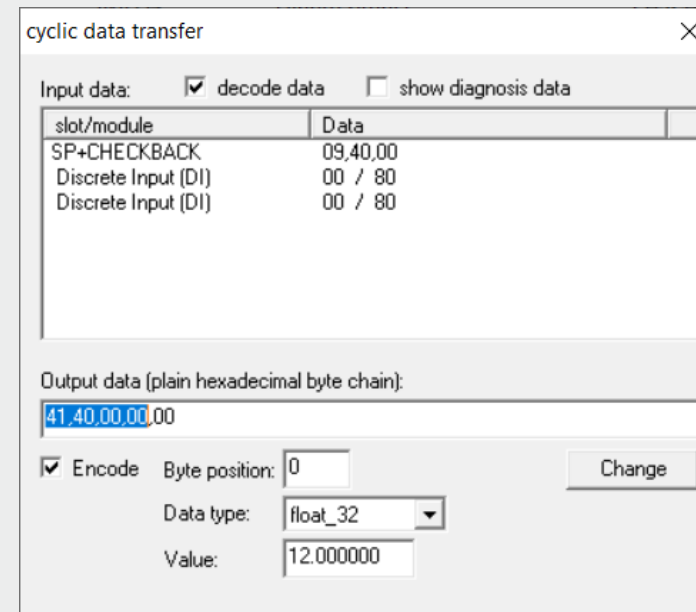 cyclic data transfer
Input data: decode data show diagnosis data
slot/module Data
SP+CHECKBACK 09,40,00
Discrete Input (DI) 00 / 80
Discrete Input (DI) 00 / 80
Output data (plain hexadecimal byte chain):
41,40,00,00,00
Encode Byte position: 0 Change
Data type: float_32
Value: 12.000000